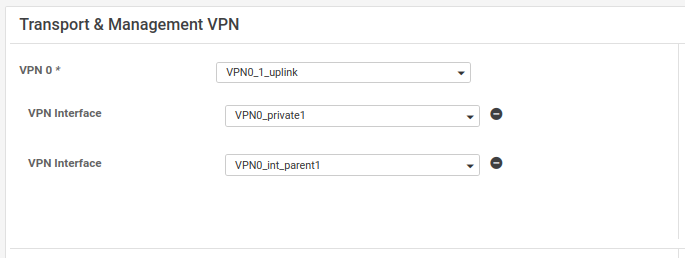 Transport & Management VPN
VPN 0 *
VPN0_1_uplink
VPN Interface
VPN0_private1
VPN Interface
VPN0_int_parent1